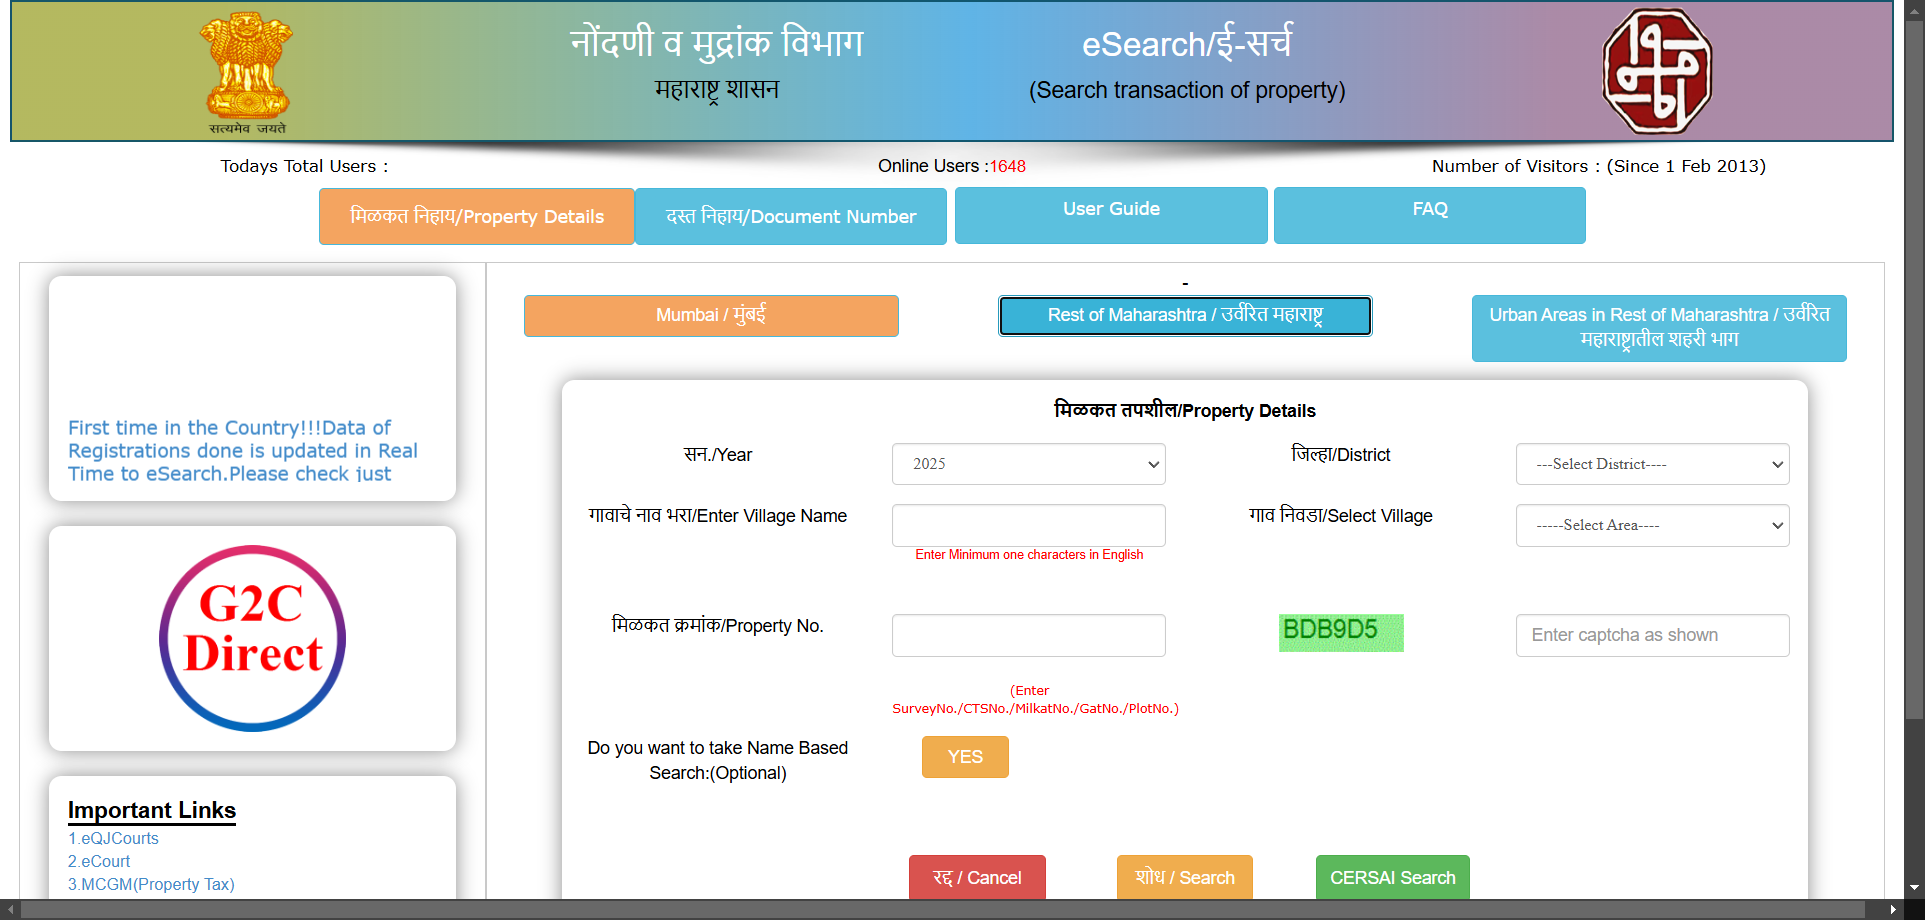 नोंदणी व मुद्रांक विभाग
महाराष्ट्र शासन
eSearch/ई-सर्च
(Search transaction of property)
सत्यमेव जयते
Todays Total Users :
Online Users :1648
Number of Visitors : (Since 1 Feb 2013)
मिळकत निहाय/Property Details
दस्त निहाय/Document Number
User Guide
FAQ
First time in the Country!!!Data of
Registrations done is updated in Real
Time to eSearch.Please check just
G2C
Direct
Important Links
1.eQJCourts
2.eCourt
3.MCGM(Property Tax)
-
Mumbai / मुंबई
Rest of Maharashtra / उर्वरित महाराष्ट्र
Urban Areas in Rest of Maharashtra / उर्वरित
महाराष्ट्रातील शहरी भाग
मिळकत तपशील/Property Details
सन./Year
2025
जिल्हा/District
---Select District----
गावाचे नाव भरा/Enter Village Name
Enter Minimum one characters in English
गाव निवडा/Select Village
-----Select Area----
मिळकत क्रमांक/Property No.
BDB9D5
Enter captcha as shown
(Enter
SurveyNo./CTSNo./MilkatNo./GatNo./PlotNo.)
Do you want to take Name Based
Search:(Optional)
YES
रद्द / Cancel
शोध / Search
CERSAI Search